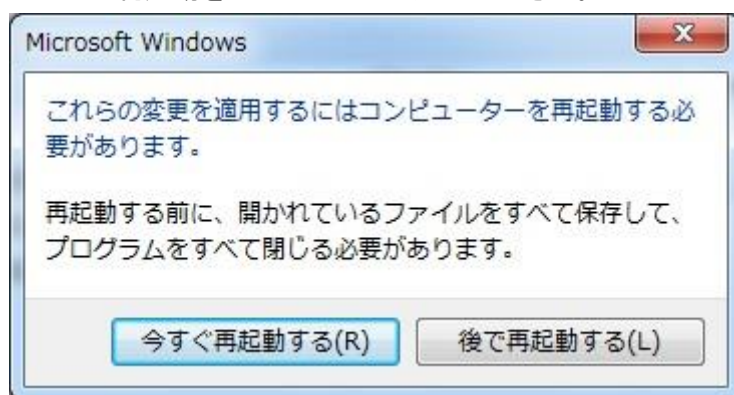 Microsoft Windows
これらの変更を適用するにはコンピューターを再起動する必
要があります。
再起動する前に、開かれているファイルをすべて保存して、
プログラムをすべて閉じる必要があります。
今すぐ再起動する(R)
後で再起動する(L)